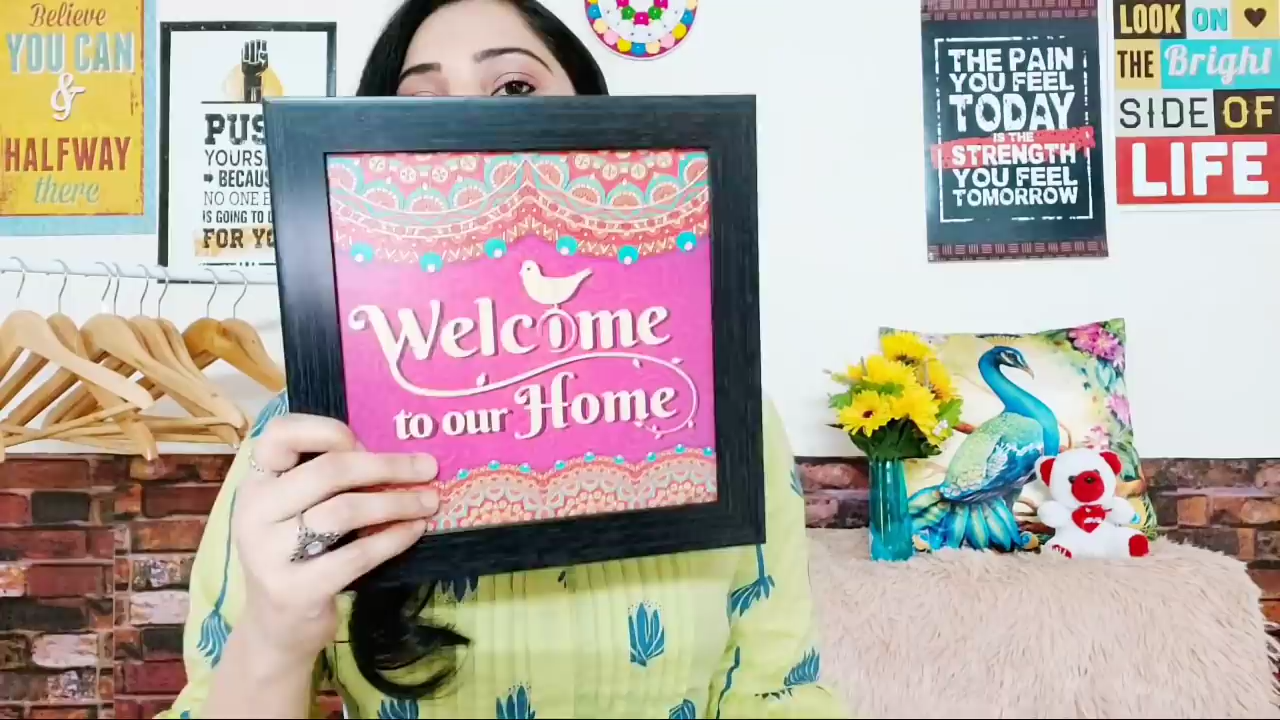 Believe
YOU CAN
&
HALFWAY
there
PUS
YOURS
BECAUS
NO ONE E
IS GOING TO
FOR YO
Welcome
to our Home
THE PAIN
YOU FEEL
TODAY
IS THE
STRENGTH
YOU FEEL
TOMORROW
LOOK ON
THE Bright
SIDE OF
LIFE